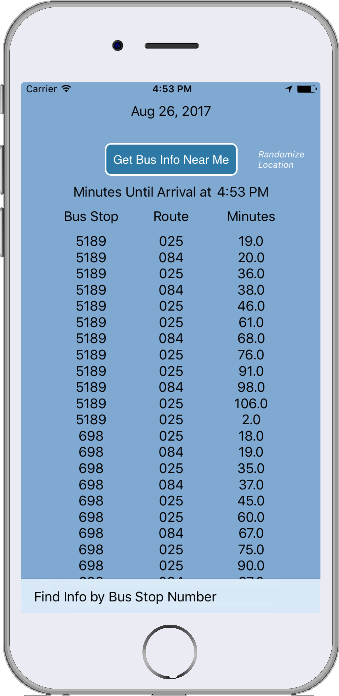 Carrier 4:53 PM
Aug 26, 2017
Get Bus Info Near Me
Randomize
Location
Minutes Until Arrival at 4:53 PM
Bus Stop Route Minutes
5189 025 19.0
5189 084 20.0
5189 025 36.0
5189 084 38.0
5189 025 46.0
5189 025 61.0
5189 084 68.0
5189 025 76.0
5189 025 91.0
5189 084 98.0
5189 025 106.0
5189 025 2.0
698 025 18.0
698 084 19.0
698 025 35.0
698 084 37.0
698 025 45.0
698 025 60.0
698 084 67.0
698 025 75.0
698 025 90.0
Find Info by Bus Stop Number